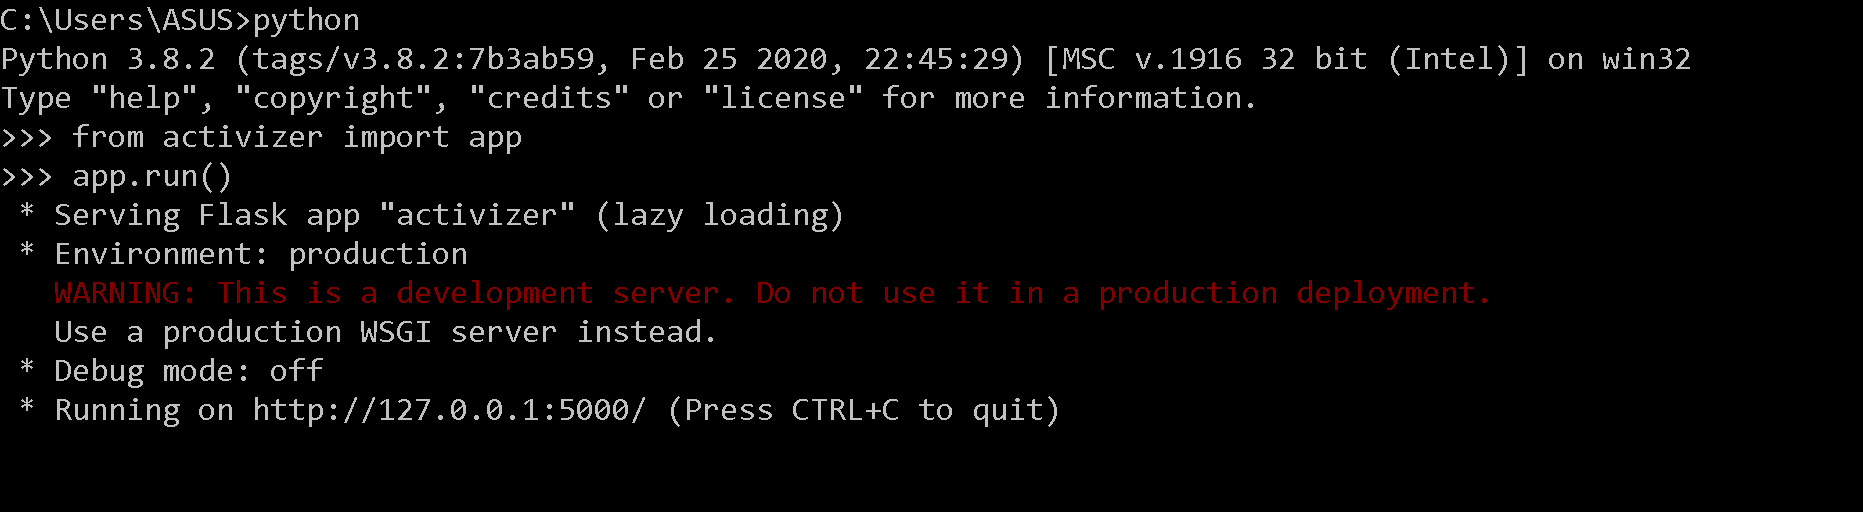 C:\Users\ASUS>python
Python 3.8.2 (tags/v3.8.2:7b3ab59, Feb 25 2020, 22:45:29) [MSC v.1916 32 bit (Intel)] on win32
Type "help", "copyright", "credits" or "license" for more information.
>>> from activizer import app
>>> app.run()
 * Serving Flask app "activizer" (lazy loading)
 * Environment: production
   WARNING: This is a development server. Do not use it in a production deployment.
   Use a production WSGI server instead.
 * Debug mode: off
 * Running on http://127.0.0.1:5000/ (Press CTRL+C to quit)